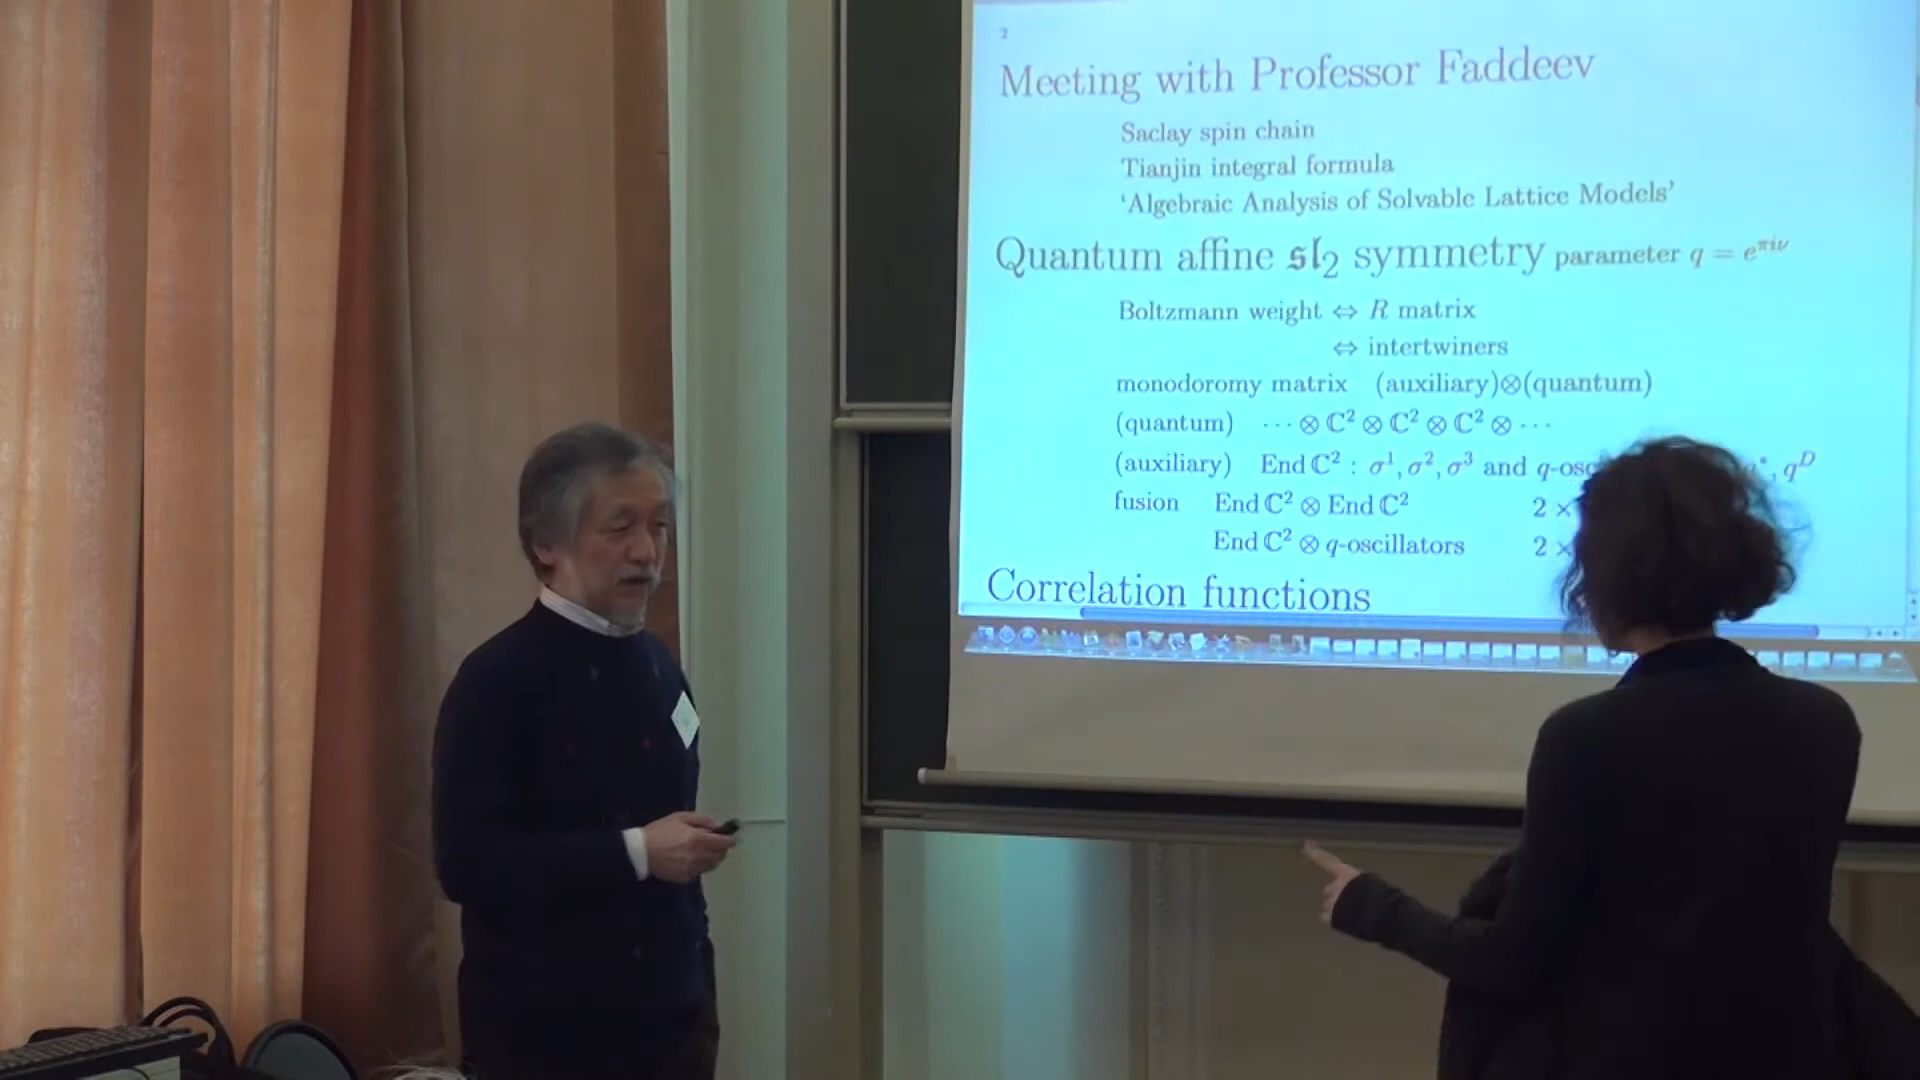 2
Meeting with Professor Faddeev
Saclay spin chain
Tianjin integral formula
‘Algebraic Analysis of Solvable Lattice Models’
Quantum affine 𝔰𝔩₂ symmetry parameter q = e^{πiν}
Boltzmann weight ⇔ R matrix
⇔ intertwiners
monodoromy matrix (auxiliary)⊗(quantum)
(quantum) ··· ⊗ ℂ² ⊗ ℂ² ⊗ ℂ² ⊗ ···
(auxiliary) End ℂ² : σ¹, σ², σ³ and , q^D
fusion End ℂ² ⊗ End ℂ² 2 ×
End ℂ² ⊗ q-oscillators 2 ×
Correlation functions